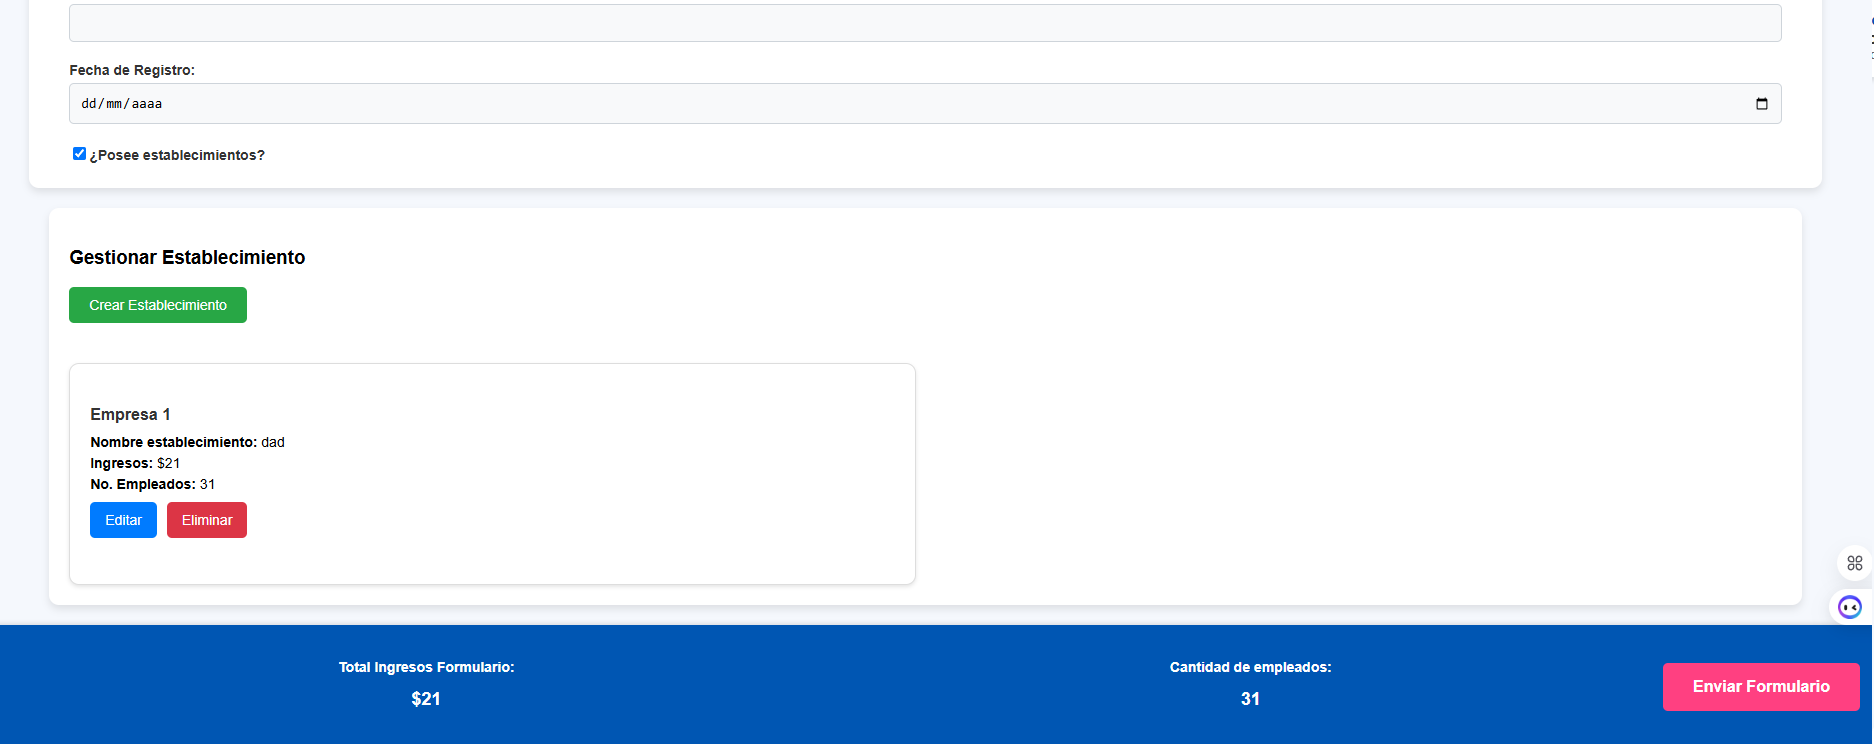 Fecha de Registro:
dd/mm/aaaa
¿Posee establecimientos?
Gestionar Establecimiento
Crear Establecimiento
Empresa 1
Nombre establecimiento: dad
Ingresos: $21
No. Empleados: 31
Editar Eliminar
Total Ingresos Formulario:
$21
Cantidad de empleados:
31
Enviar Formulario